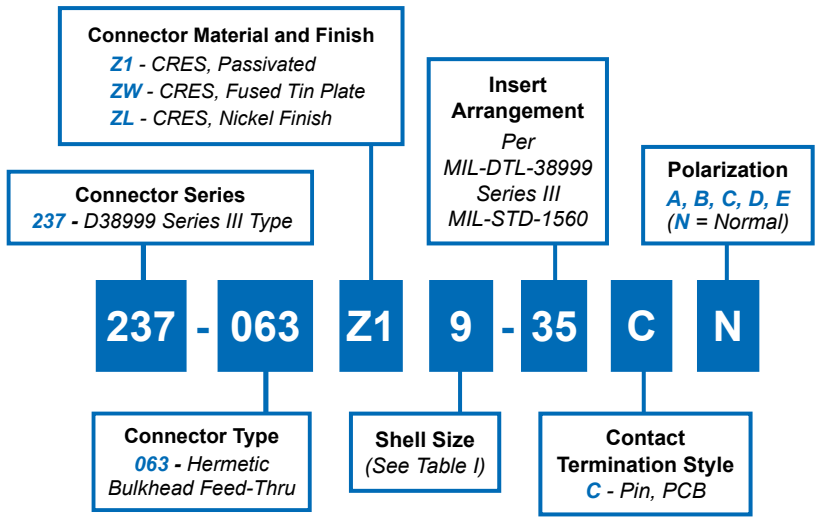 Connector Material and Finish
Z1 - CRES, Passivated
ZW - CRES, Fused Tin Plate
ZL - CRES, Nickel Finish
Insert
Arrangement
Per
MIL-DTL-38999
Series III
MIL-STD-1560
Polarization
A, B, C, D, E
(N = Normal)
Connector Series
237 - D38999 Series III Type
237 - 063 Z1 9 - 35 C N
Connector Type
063 - Hermetic
Bulkhead Feed-Thru
Shell Size
(See Table I)
Contact
Termination Style
C - Pin, PCB